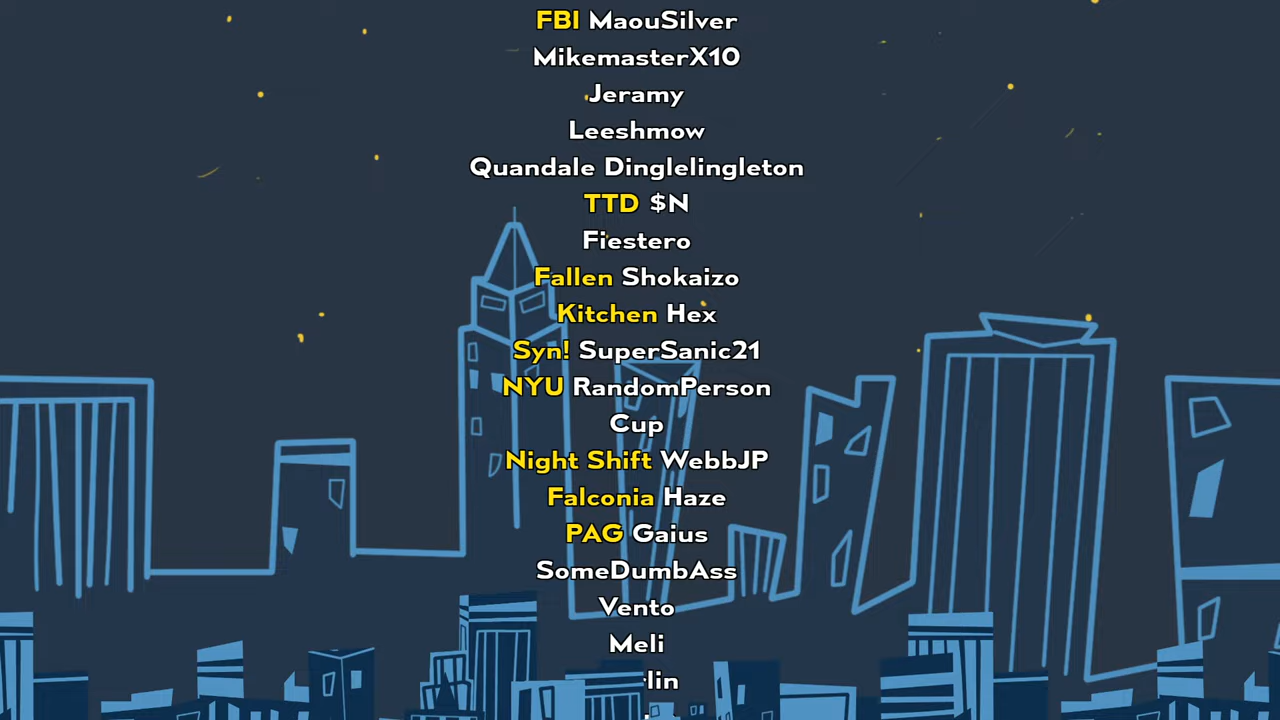 FBI MaouSilver
MikemasterX10
Jeramy
Leeshmow
Quandale Dinglelingleton
TTD $N
Fiestero
Fallen Shokaizo
Kitchen Hex
Syn! SuperSanic21
NYU RandomPerson
Cup
Night Shift WebbJP
Falconia Haze
PAG Gaius
SomeDumbAss
Vento
Meli